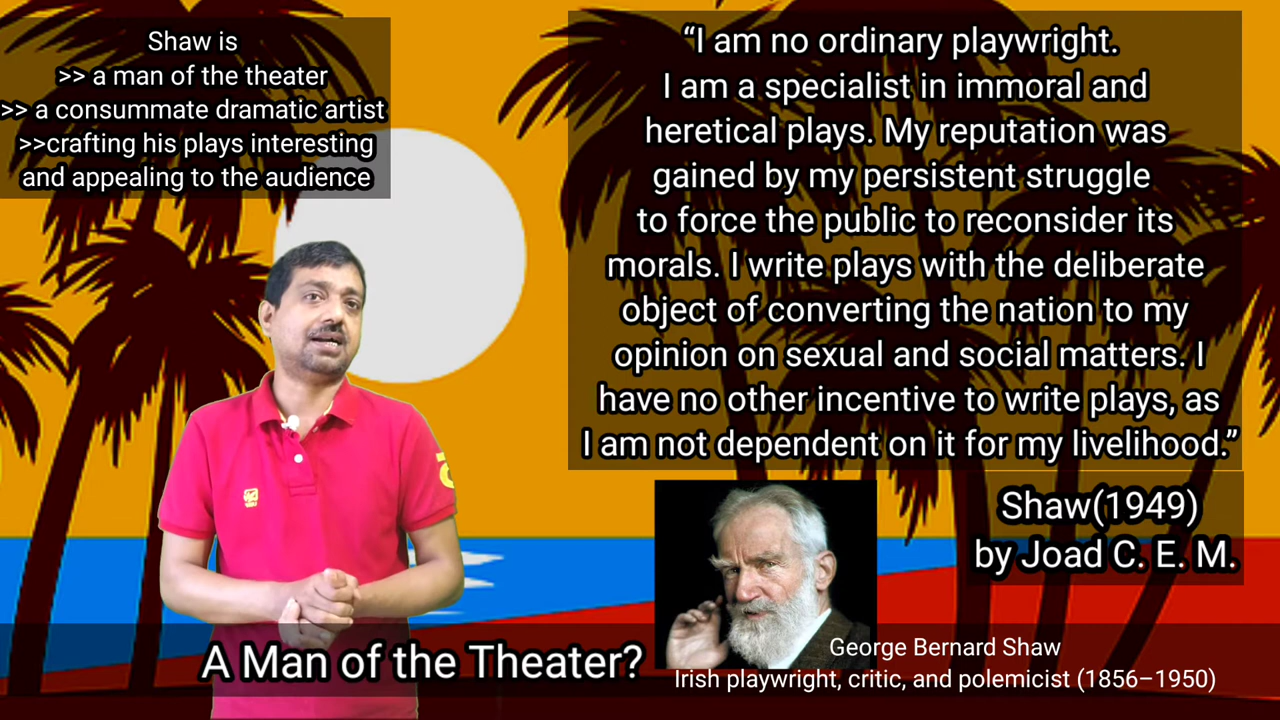 Shaw is
>> a man of the theater
>> a consummate dramatic artist
>>crafting his plays interesting
and appealing to the audience
“I am no ordinary playwright.
I am a specialist in immoral and
heretical plays. My reputation was
gained by my persistent struggle
to force the public to reconsider its
morals. I write plays with the deliberate
object of converting the nation to my
opinion on sexual and social matters. I
have no other incentive to write plays, as
I am not dependent on it for my livelihood.”
Shaw(1949)
by Joad C. E. M.
A Man of the Theater?
George Bernard Shaw
Irish playwright, critic, and polemicist (1856–1950)